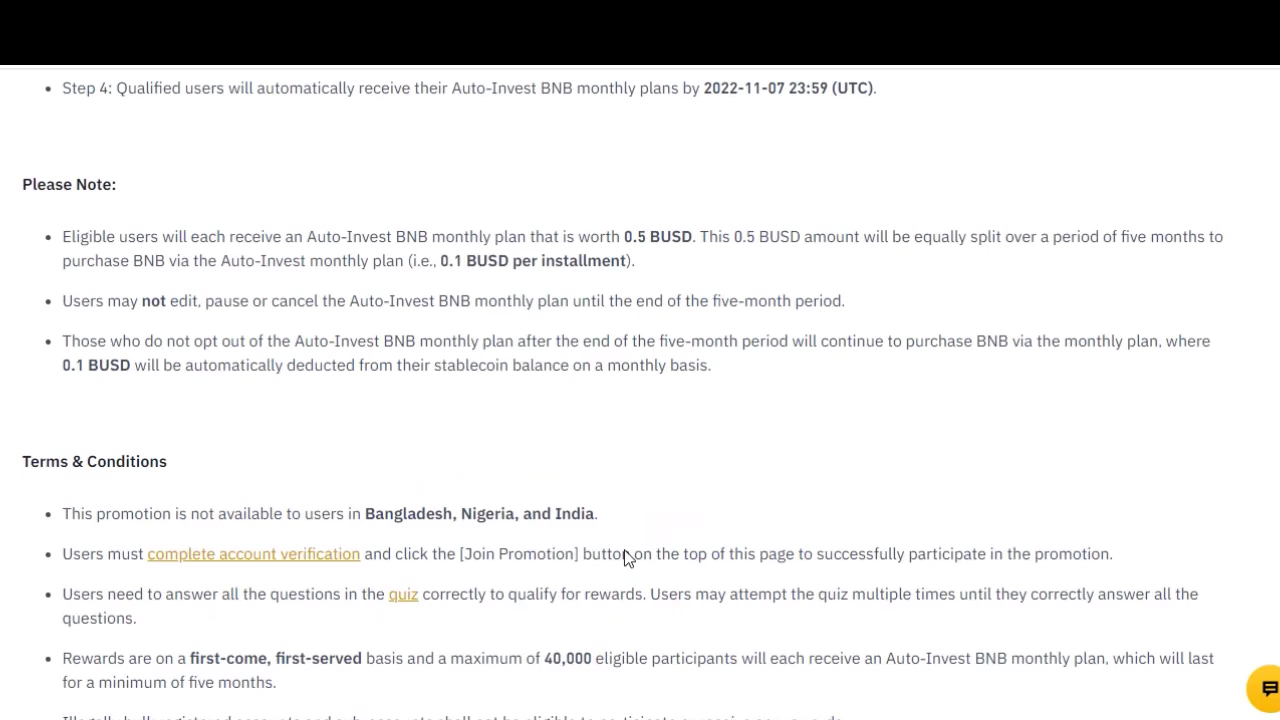 Step 4: Qualified users will automatically receive their Auto-Invest BNB monthly plans by 2022-11-07 23:59 (UTC).
Please Note:
Eligible users will each receive an Auto-Invest BNB monthly plan that is worth 0.5 BUSD. This 0.5 BUSD amount will be equally split over a period of five months to
purchase BNB via the Auto-Invest monthly plan (i.e., 0.1 BUSD per installment).
Users may not edit, pause or cancel the Auto-Invest BNB monthly plan until the end of the five-month period.
Those who do not opt out of the Auto-Invest BNB monthly plan after the end of the five-month period will continue to purchase BNB via the monthly plan, where
0.1 BUSD will be automatically deducted from their stablecoin balance on a monthly basis.
Terms & Conditions
This promotion is not available to users in Bangladesh, Nigeria, and India.
Users must complete account verification and click the [Join Promotion] button on the top of this page to successfully participate in the promotion.
Users need to answer all the questions in the quiz correctly to qualify for rewards. Users may attempt the quiz multiple times until they correctly answer all the
questions.
Rewards are on a first-come, first-served basis and a maximum of 40,000 eligible participants will each receive an Auto-Invest BNB monthly plan, which will last
for a minimum of five months.